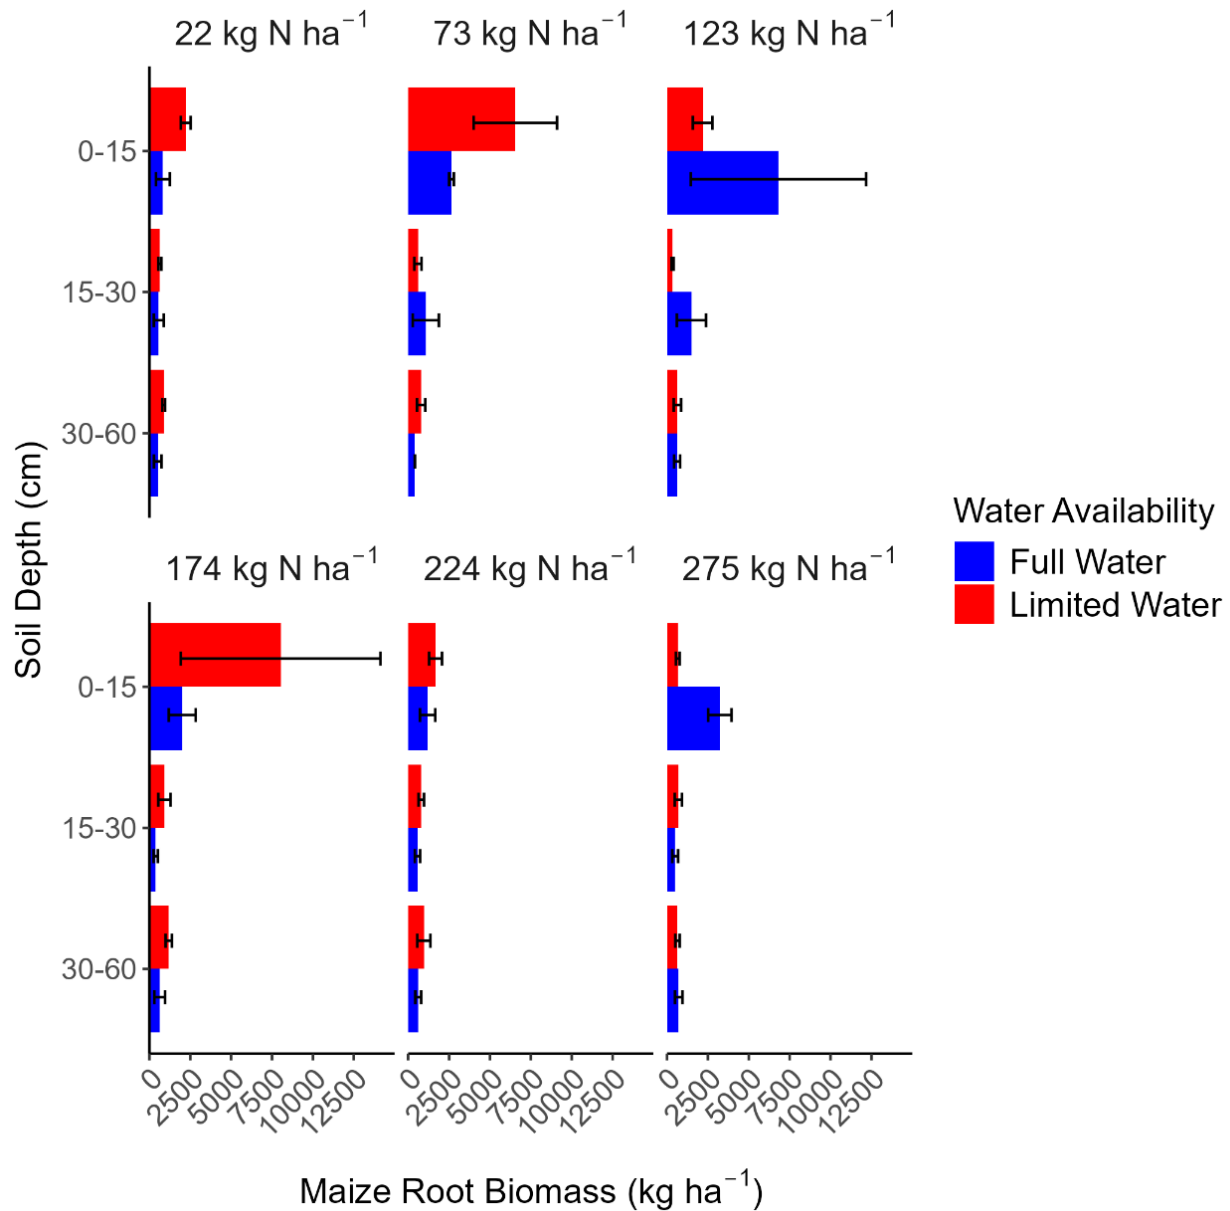 22 kg N ha⁻¹
73 kg N ha⁻¹
123 kg N ha⁻¹
0-15
15-30
30-60
174 kg N ha⁻¹
224 kg N ha⁻¹
275 kg N ha⁻¹
0-15
15-30
30-60
0 2500 5000 7500 10000 12500
0 2500 5000 7500 10000 12500
0 2500 5000 7500 10000 12500
Soil Depth (cm)
Maize Root Biomass (kg ha⁻¹)
Water Availability
Full Water
Limited Water